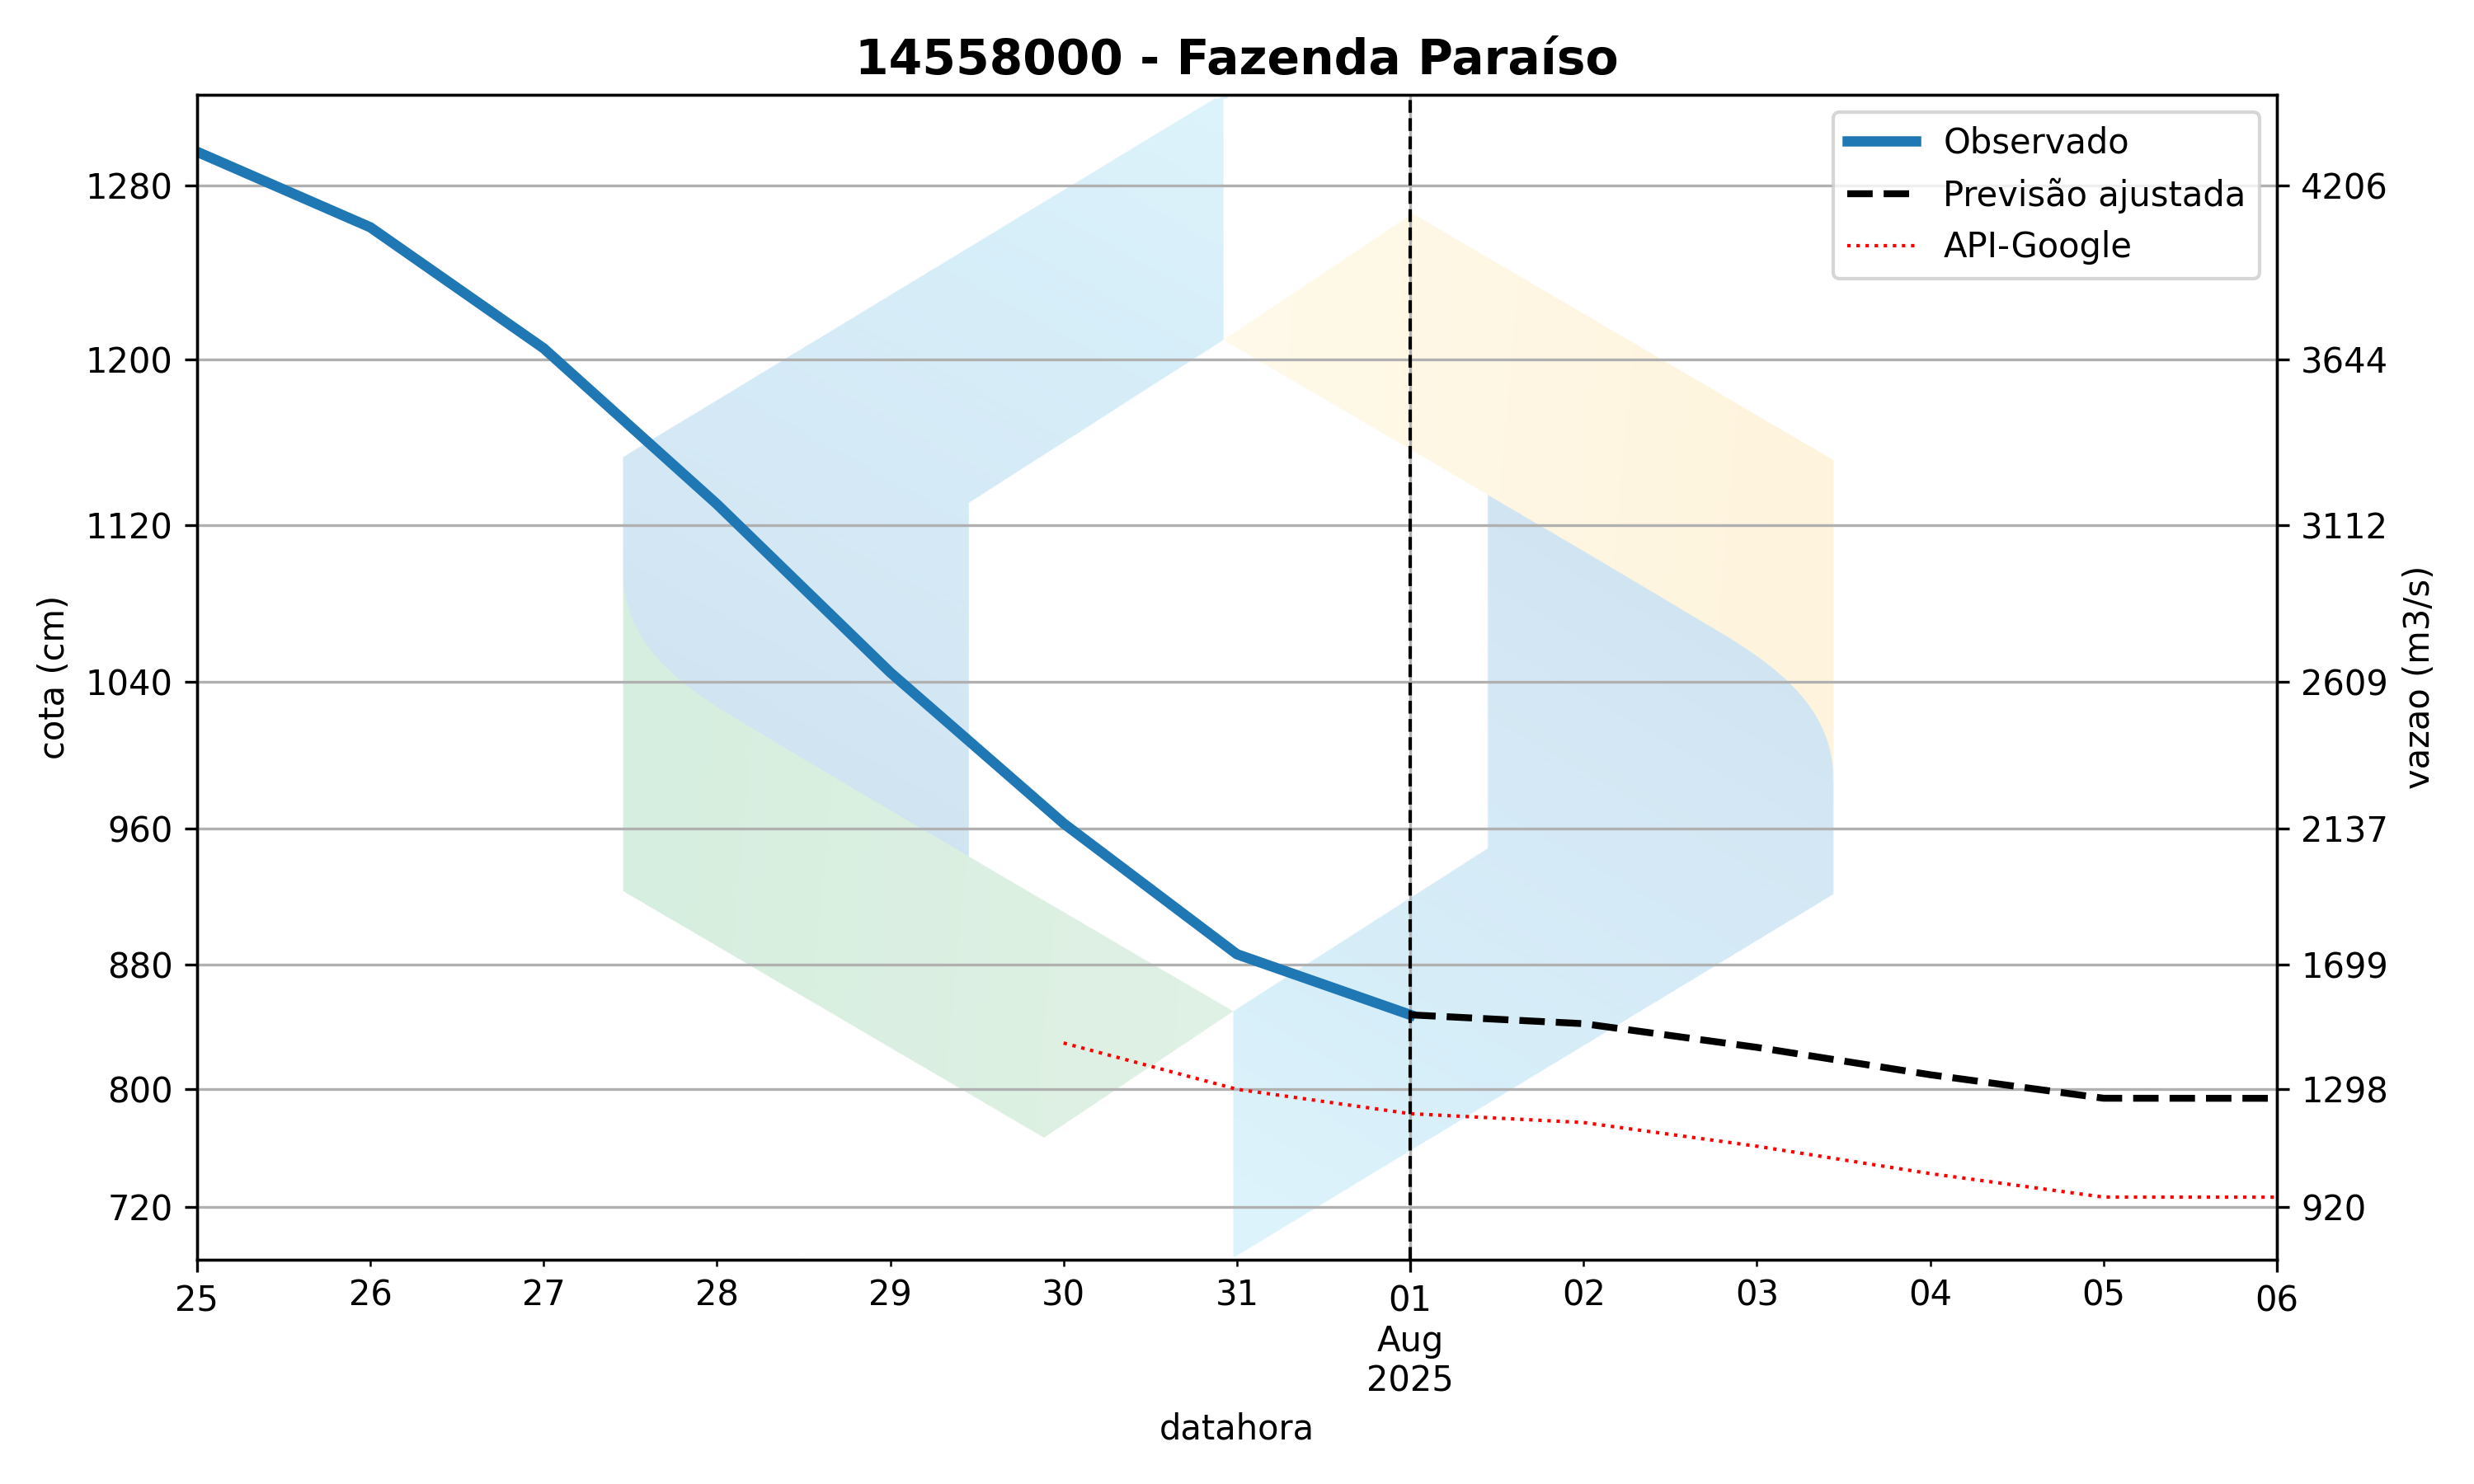 14558000 - Fazenda Paraíso
Observado
Previsão ajustada
API-Google
cota (cm)
1280
1200
1120
1040
960
880
800
720
4206
3644
3112
2609
2137
1699
1298
920
vazao (m3/s)
25 26 27 28 29 30 31 01 02 03 04 05 06
Aug
2025
datahora